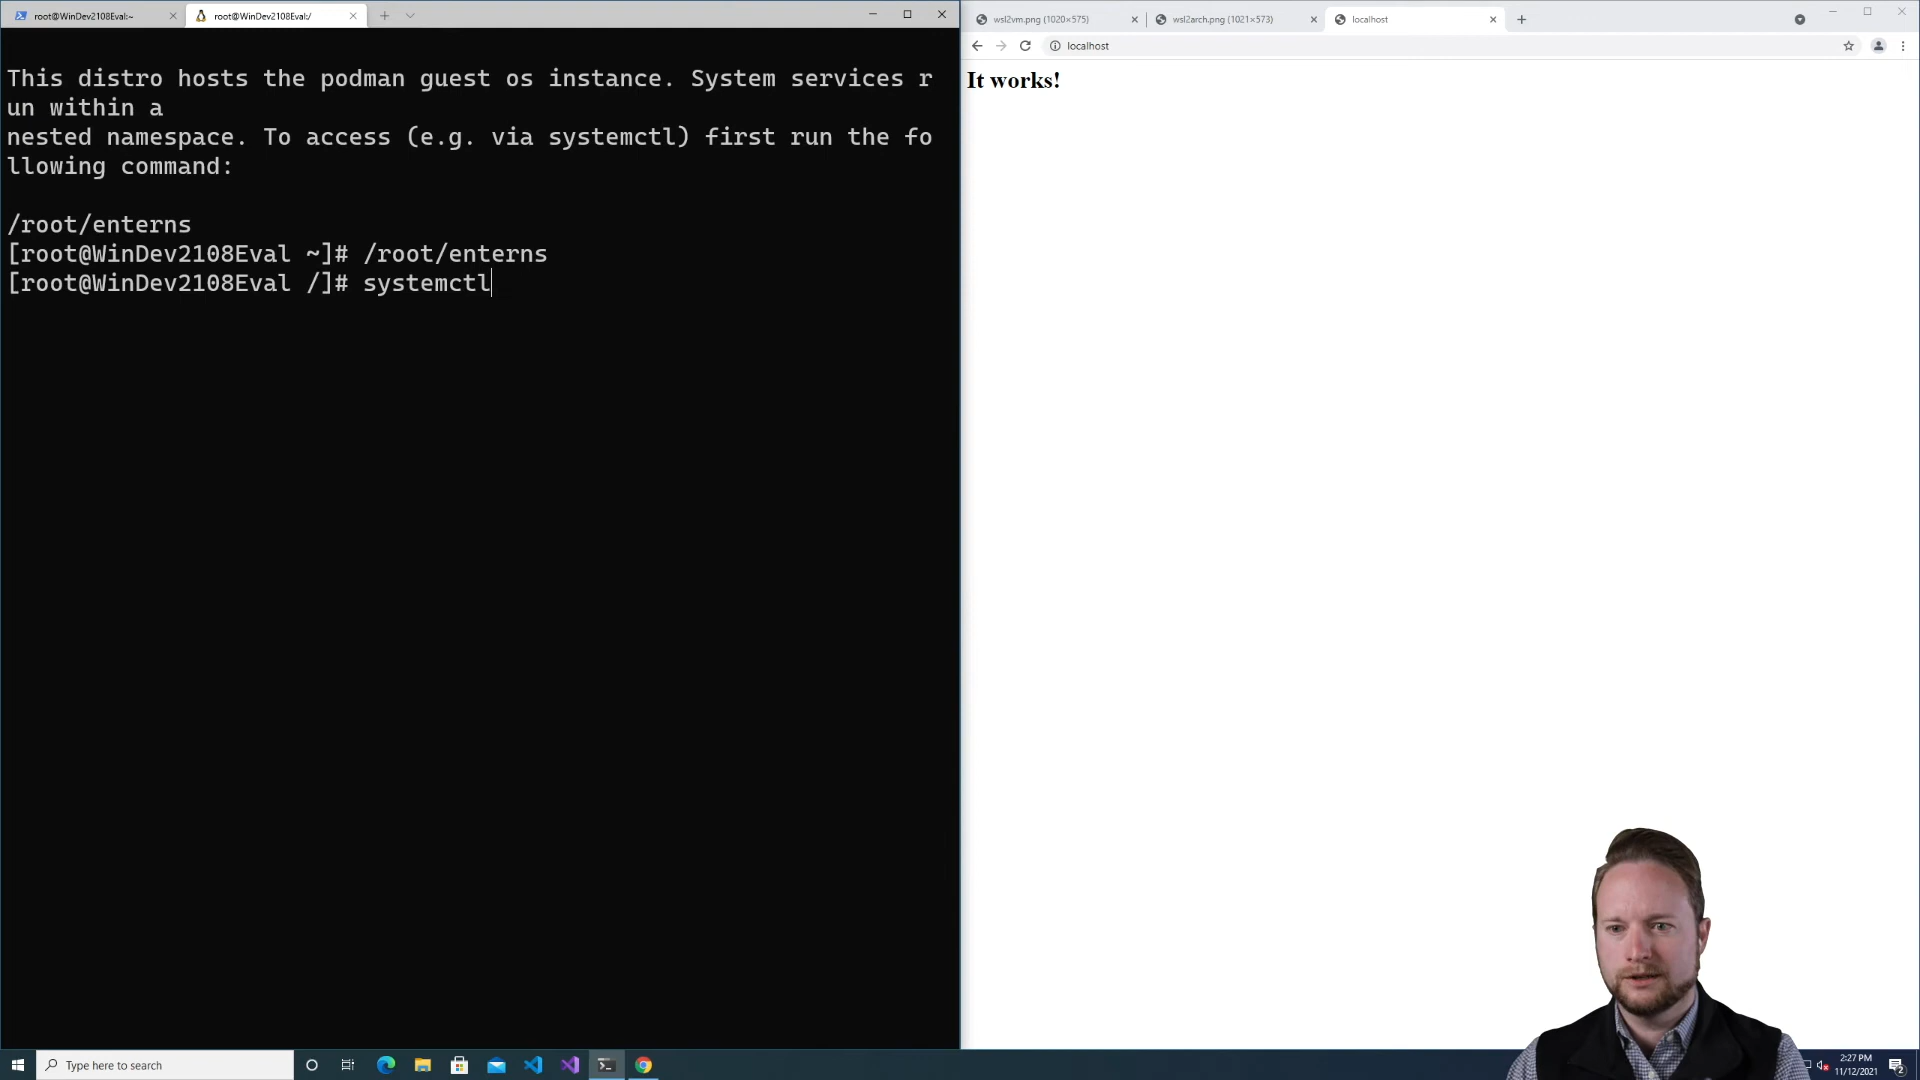 root@WinDev2108Eval:~
root@WinDev2108Eval:/
This distro hosts the podman guest os instance. System services r
un within a
nested namespace. To access (e.g. via systemctl) first run the fo
llowing command:
/root/enterns
[root@WinDev2108Eval ~]# /root/enterns
[root@WinDev2108Eval /]# systemctl
wsl2vm.png (1020×575)
wsl2arch.png (1021×573)
localhost
localhost
It works!
Type here to search
2:27 PM
11/12/2021
2